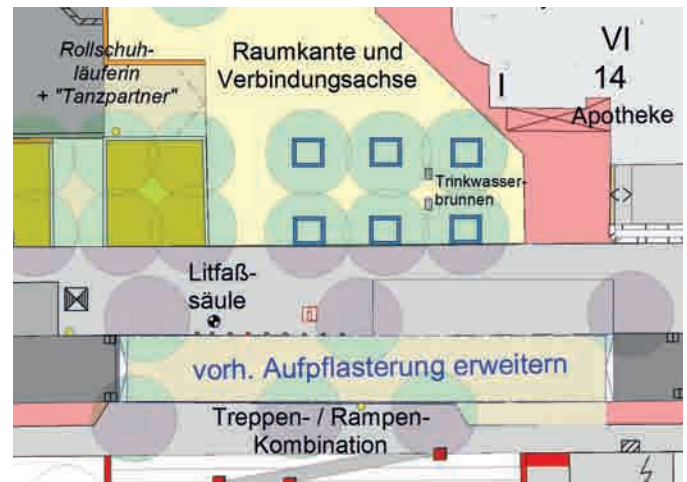 Rollschuh-
läuferin
+ "Tanzpartner"
Raumkante und
Verbindungsachse
VI
I
14
Apotheke
Trinkwasser-
brunnen
Litfaß-
säule
vorh. Aufpflasterung erweitern
Treppen- / Rampen-
Kombination